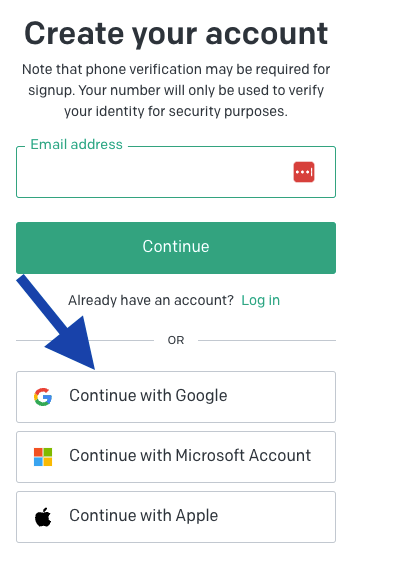 Create your account
Note that phone verification may be required for
signup. Your number will only be used to verify
your identity for security purposes.
Email address
Continue
Already have an account? Log in
OR
Continue with Google
Continue with Microsoft Account
Continue with Apple